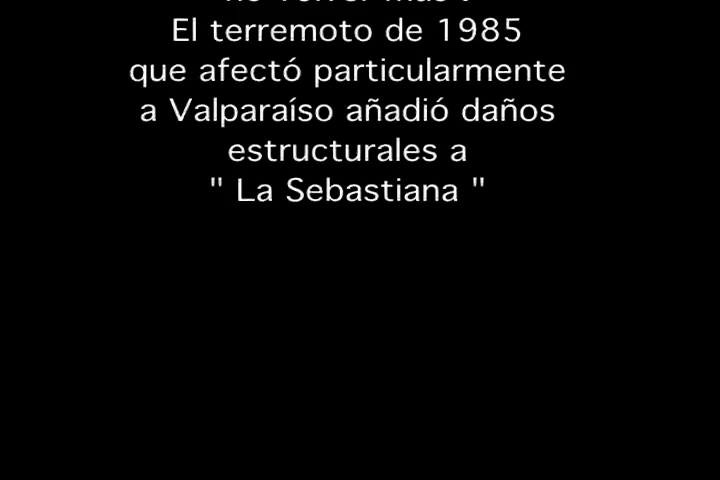 El terremoto de 1985
que afectó particularmente
a Valparaíso añadió daños
estructurales a
" La Sebastiana "